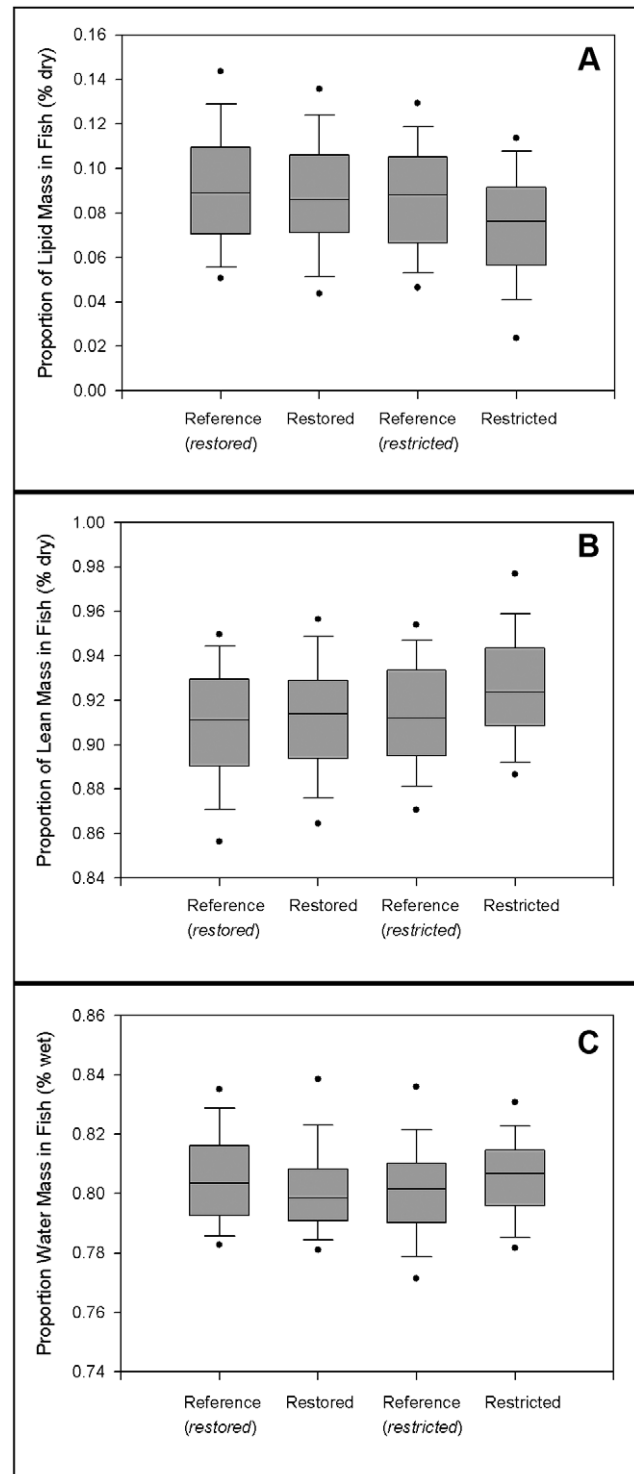 A
Proportion of Lipid Mass in Fish (% dry)
0.16
0.14
0.12
0.10
0.08
0.06
0.04
0.02
0.00
Reference Restored Reference Restricted
(restored) (restricted)
B
Proportion of Lean Mass in Fish (% dry)
1.00
0.98
0.96
0.94
0.92
0.90
0.88
0.86
0.84
Reference Restored Reference Restricted
(restored) (restricted)
C
Proportion Water Mass in Fish (% wet)
0.86
0.84
0.82
0.80
0.78
0.76
0.74
Reference Restored Reference Restricted
(restored) (restricted)